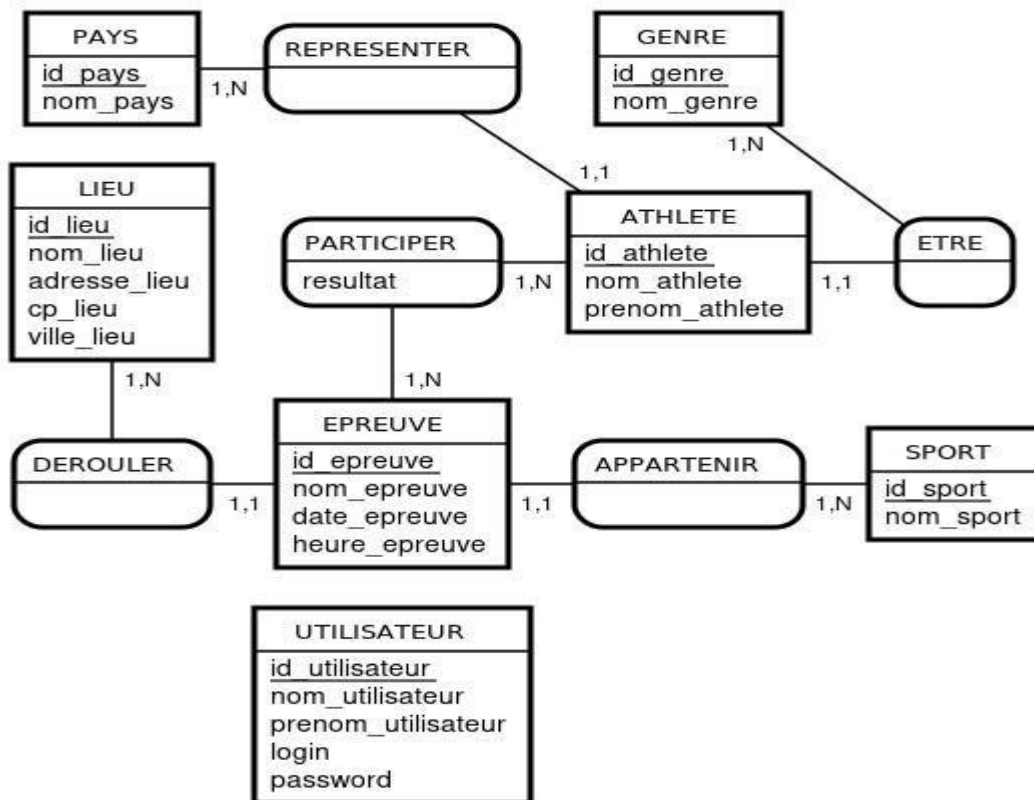 PAYS
id_pays
nom_pays
1,N
REPRESENTER
GENRE
id_genre
nom_genre
1,N
1,1
LIEU
id_lieu
nom_lieu
adresse_lieu
cp_lieu
ville_lieu
1,N
PARTICIPER
resultat
1,N
1,N
ATHLETE
id_athlete
nom_athlete
prenom_athlete
1,1
ETRE
DEROULER
1,1
EPREUVE
id_epreuve
nom_epreuve
date_epreuve
heure_epreuve
1,1
APPARTENIR
1,N
SPORT
id_sport
nom_sport
UTILISATEUR
id_utilisateur
nom_utilisateur
prenom_utilisateur
login
password